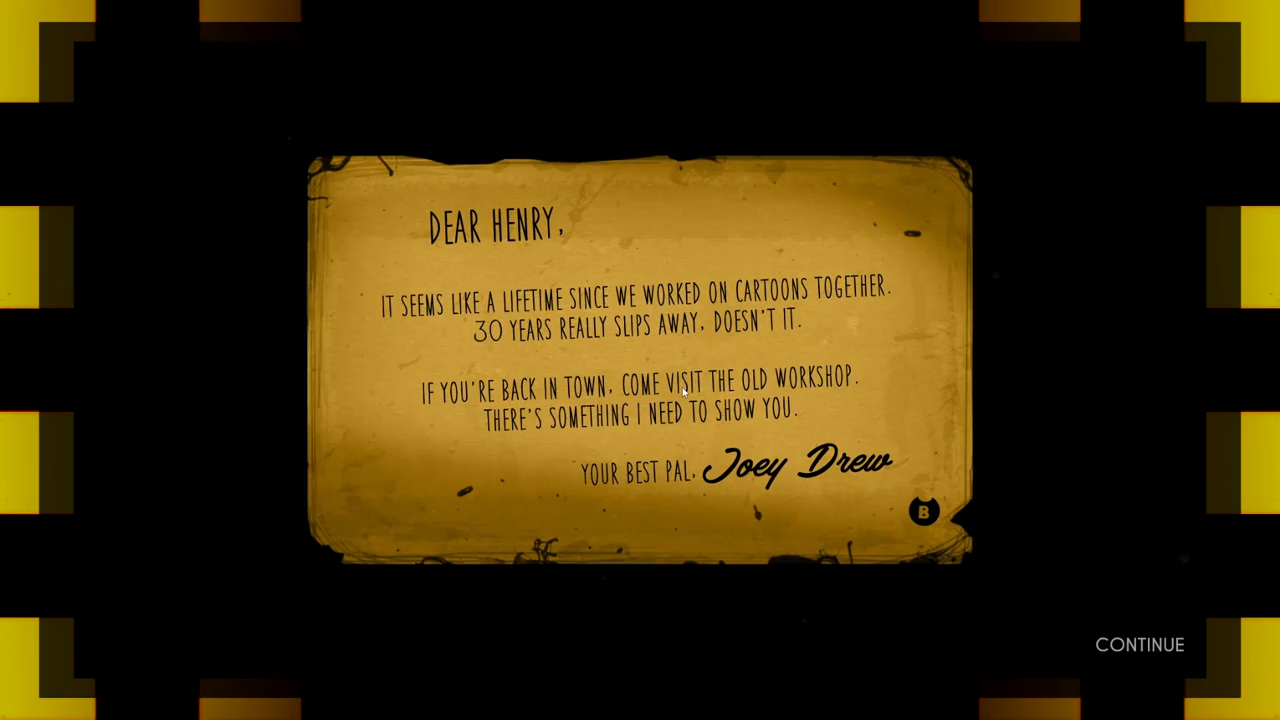 DEAR HENRY,
IT SEEMS LIKE A LIFETIME SINCE WE WORKED ON CARTOONS TOGETHER.
30 YEARS REALLY SLIPS AWAY, DOESN'T IT.
IF YOU'RE BACK IN TOWN, COME VISIT THE OLD WORKSHOP.
THERE'S SOMETHING I NEED TO SHOW YOU.
YOUR BEST PAL, Joey Drew
B
CONTINUE